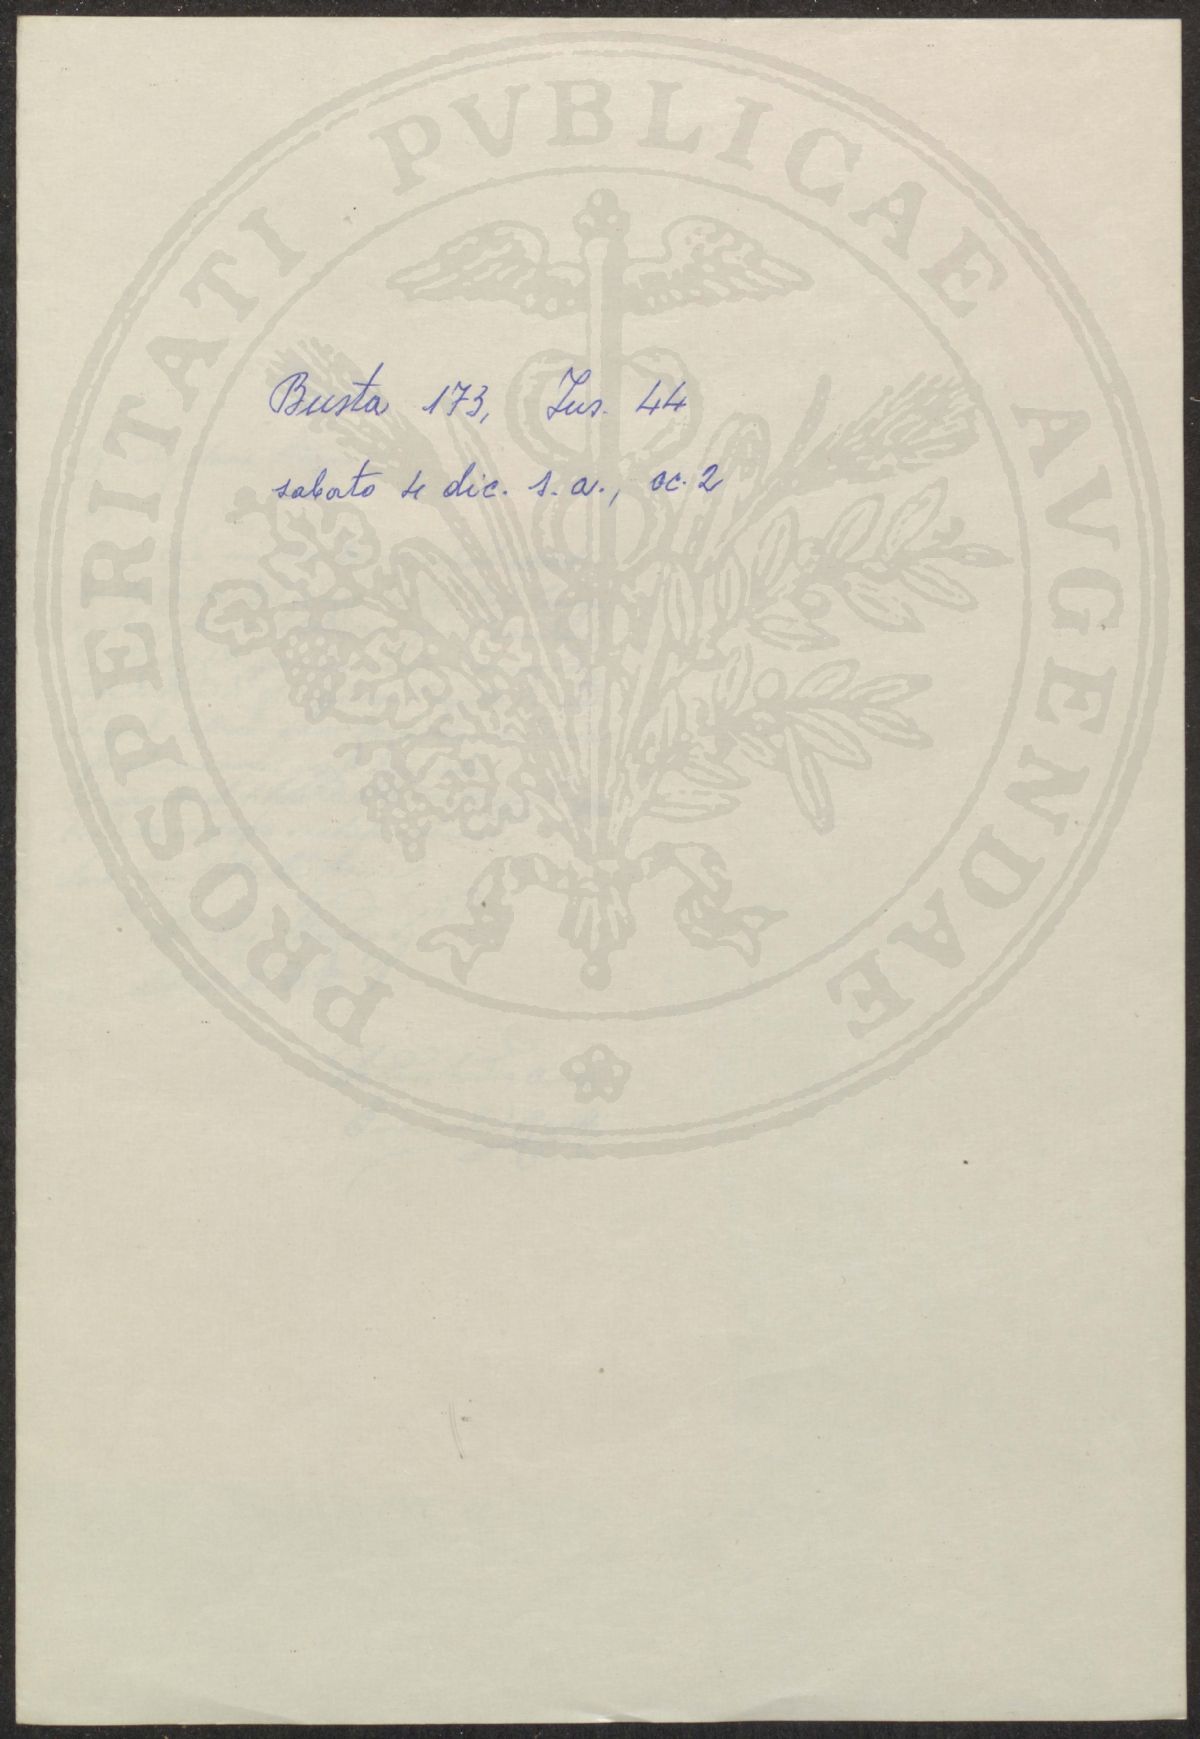 Busta 173, Ins. 44
sabato 4 dic. s.a., cc. 2
PROSPERITATI PVBLICAE AVGENDAE